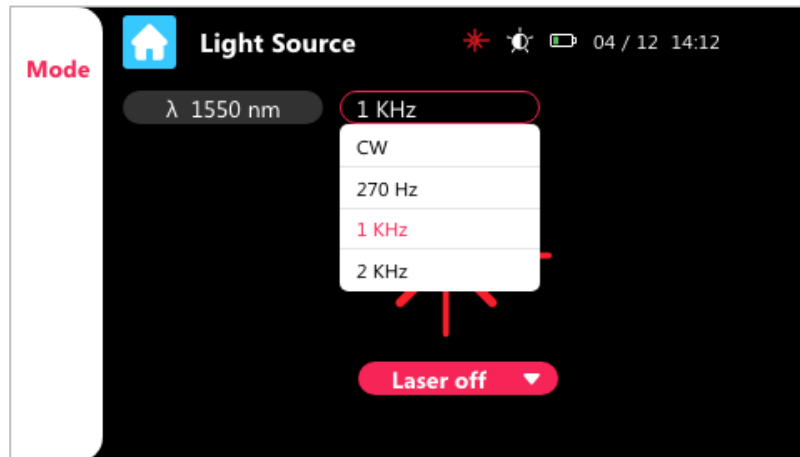 Mode
Light Source
04 / 12 14:12
λ 1550 nm
1 KHz
CW
270 Hz
1 KHz
2 KHz
Laser off